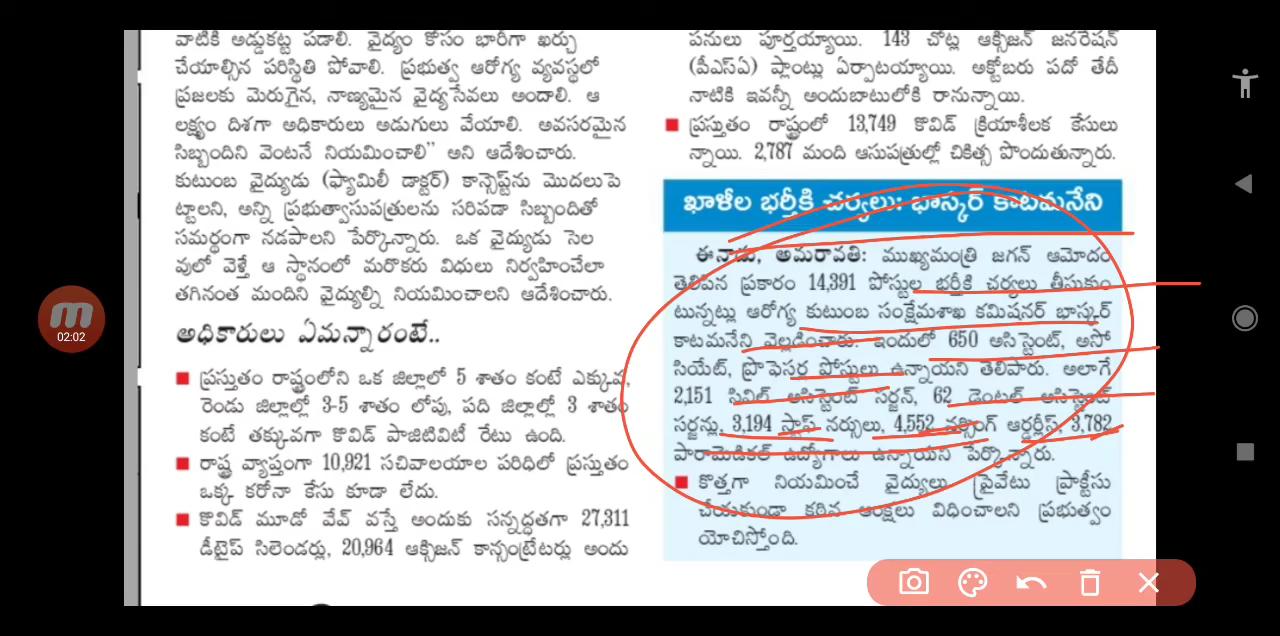 వాటికి అడ్డుకట్ట పడాలి. వైద్యం కోసం భారీగా ఖర్చు
చేయాల్సిన పరిస్థితి పోవాలి. ప్రభుత్వ ఆరోగ్య వ్యవస్థలో
ప్రజలకు మెరుగైన, నాణ్యమైన వైద్యసేవలు అందాలి. ఆ
లక్ష్యం దిశగా అధికారులు అడుగులు వేయాలి. అవసరమైన
సిబ్బందిని వెంటనే నియమించాలి” అని ఆదేశించారు.
కుటుంబ వైద్యుడు (ఫ్యామిలీ డాక్టర్) కాన్సెప్ట్‌ను మొదలుపె
ట్టాలని, అన్ని ప్రభుత్వాసుపత్రులను సరిపడా సిబ్బందితో
సమర్థంగా నడపాలని పేర్కొన్నారు. ఒక వైద్యుడు సెల
వులో వెళ్తే ఆ స్థానంలో మరొకరు విధులు నిర్వహించేలా
తగినంత మందిని వైద్యుల్ని నియమించాలని ఆదేశించారు.
అధికారులు ఏమన్నారంటే..
ప్రస్తుతం రాష్ట్రంలోని ఒక జిల్లాలో 5 శాతం కంటే ఎక్కువ,
రెండు జిల్లాల్లో 3-5 శాతం లోపు, పది జిల్లాల్లో 3 శాతం
కంటే తక్కువగా కొవిడ్ పాజిటివిటీ రేటు ఉంది.
రాష్ట్ర వ్యాప్తంగా 10,921 సచివాలయాల పరిధిలో ప్రస్తుతం
ఒక్క కరోనా కేసు కూడా లేదు.
కొవిడ్ మూడో వేవ్ వస్తే అందుకు సన్నద్ధతగా 27,311
డీటైప్ సిలెండర్లు, 20,964 ఆక్సిజన్ కాన్సంట్రేటర్లు అందు
పనులు పూర్తయ్యాయి. 143 చోట్ల ఆక్సిజన్ జనరేషన్
(పీఎస్ఏ) ప్లాంట్లు ఏర్పాటయ్యాయి. అక్టోబరు పదో తేదీ
నాటికి ఇవన్నీ అందుబాటులోకి రానున్నాయి.
ప్రస్తుతం రాష్ట్రంలో 13,749 కొవిడ్ క్రియాశీలక కేసులు
న్నాయి. 2,787 మంది ఆసుపత్రుల్లో చికిత్స పొందుతున్నారు.
ఖాళీల భర్తీకి చర్యలు: భాస్కర్ కాటమనేని
ఈనాడు, అమరావతి: ముఖ్యమంత్రి జగన్ ఆమోదం
తెలిపిన ప్రకారం 14,391 పోస్టుల భర్తీకి చర్యలు తీసుకుం
టున్నట్లు ఆరోగ్య కుటుంబ సంక్షేమశాఖ కమిషనర్ భాస్కర్
కాటమనేని వెల్లడించారు. ఇందులో 650 అసిస్టెంట్, అసో
సియేట్, ప్రొఫెసర్ల పోస్టులు ఉన్నాయని తెలిపారు. అలాగే
2,151 సివిల్ అసిస్టెంట్ సర్జన్, 62 డెంటల్ అసిస్టెంట్
సర్జన్లు, 3,194 స్టాఫ్ నర్సులు, 4,552 నర్సింగ్ ఆర్డర్లీస్, 3,782
పారామెడికల్ ఉద్యోగాలు ఉన్నాయని పేర్కొన్నారు.
కొత్తగా నియమించే వైద్యులు ప్రైవేటు ప్రాక్టీసు
చేయకుండా కఠిన ఆంక్షలు విధించాలని ప్రభుత్వం
యోచిస్తోంది.
02:02